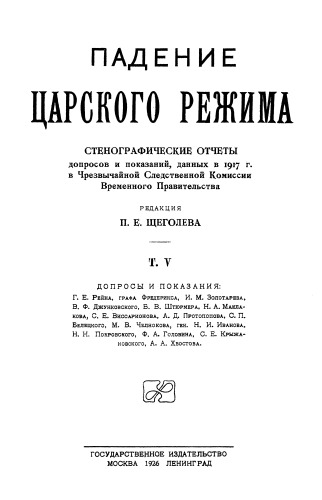 ПАДЕНИЕ
ЦАРСКОГО РЕЖИМА
СТЕНОГРАФИЧЕСКИЕ ОТЧЕТЫ
допросов и показаний, данных в 1917 г.
в Чрезвычайной Следственной Комиссии
Временного Правительства
РЕДАКЦИЯ
П. Е. ЩЕГОЛЕВА
Т. V
ДОПРОСЫ И ПОКАЗАНИЯ:
Г. Е. Рейна, графа Фредерикса, И. М. Золотарева,
В. Ф. Джунковского, Б. В. Штюрмера, Н. А. Макла-
кова, С. Е. Виссарионова, А. Д. Протопопова, С. П.
Белецкого, М. В. Челнокова, ген. Н. И. Иванова,
Н. Н. Покровского, Ф. А. Головина, С. Е. Крыжа-
новского, А. А. Хвостова.
ГОСУДАРСТВЕННОЕ ИЗДАТЕЛЬСТВО
МОСКВА 1926 ЛЕНИНГРАД